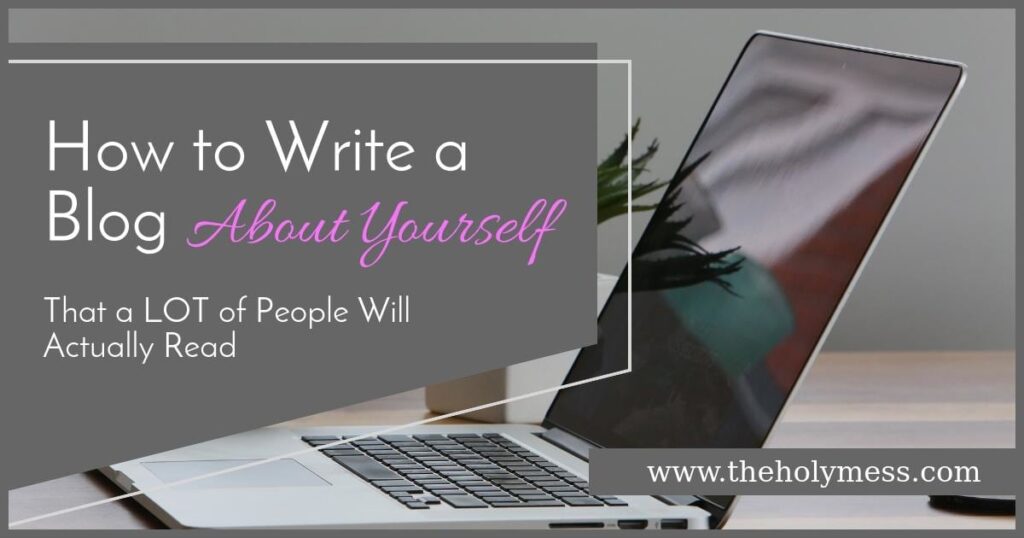 How to Write a
Blog About Yourself
That a LOT of People Will
Actually Read
www.theholymess.com